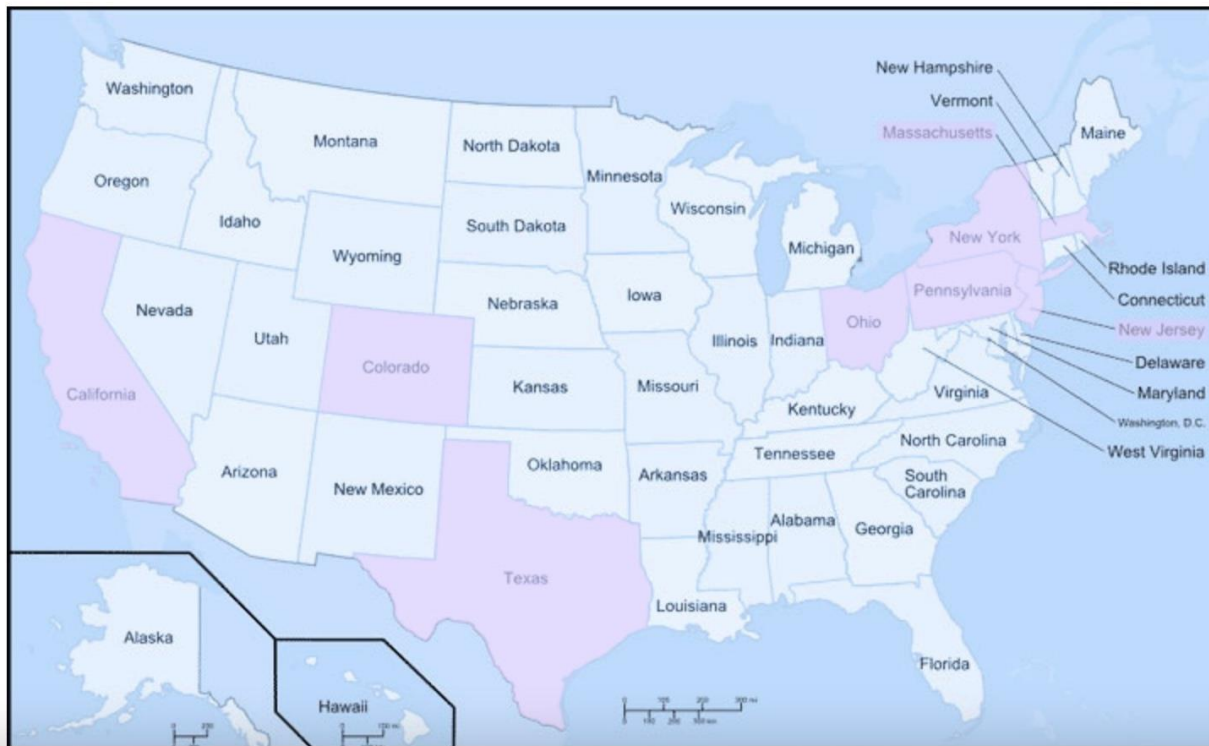 New Hampshire
Washington
Vermont
Massachusetts
Maine
Montana
North Dakota
Minnesota
Oregon
Idaho
Wisconsin
South Dakota
New York
Michigan
Wyoming
Rhode Island
Pennsylvania
Iowa
Connecticut
Nebraska
Nevada
Ohio
New Jersey
Utah
Illinois
Indiana
Delaware
Colorado
Kansas
Missouri
California
Virginia
Maryland
Kentucky
Washington, D.C.
North Carolina
Tennessee
West Virginia
Oklahoma
Arizona
Arkansas
South
Carolina
New Mexico
Alabama
Georgia
Mississippi
Texas
Louisiana
Alaska
Florida
Hawaii